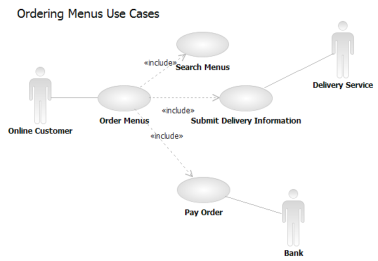 Ordering Menus Use Cases
«include»
Search Menus
Delivery Service
«include»
Online Customer
Order Menus
Submit Delivery Information
«include»
Pay Order
Bank